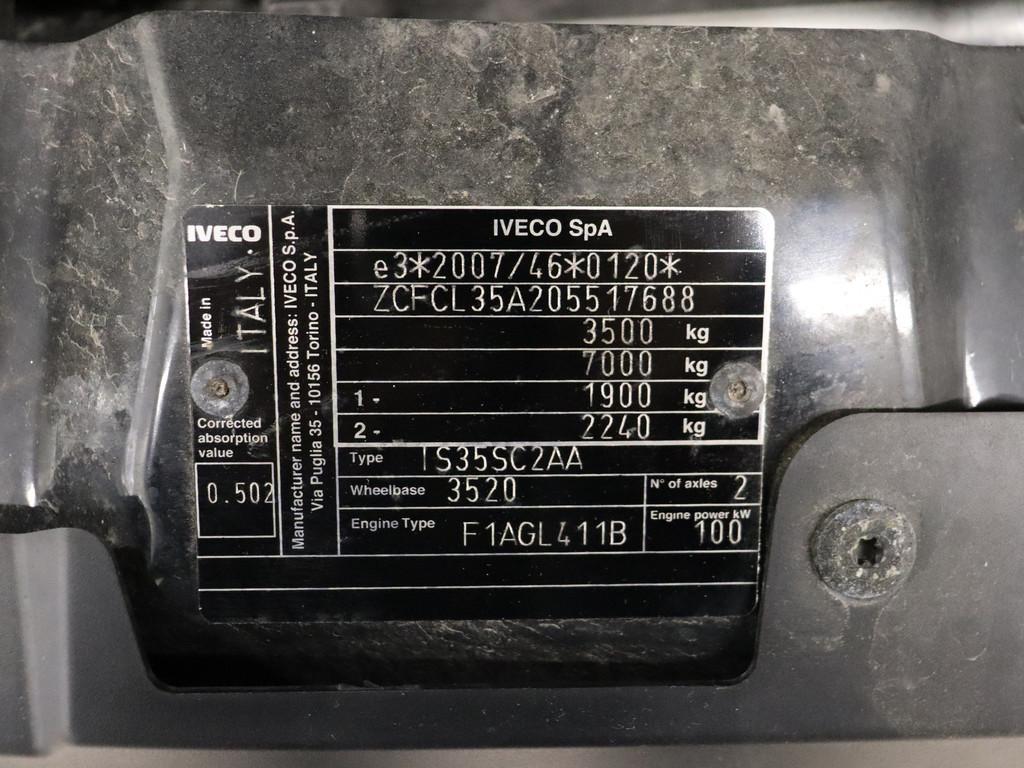 IVECO
Made in
ITALY.
Corrected
absorption
value
0.502
Manufacturer name and address: IVECO S.p.A.
Via Puglia 35 - 10156 Torino - ITALY
IVECO SpA
e3*2007/46*0120*
ZCFCL35A205517688
3500 kg
7000 kg
1- 1900 kg
2- 2240 kg
Type IS35SC2AA
Wheelbase 3520
N° of axles 2
Engine Type F1AGL411B
Engine power kW
100